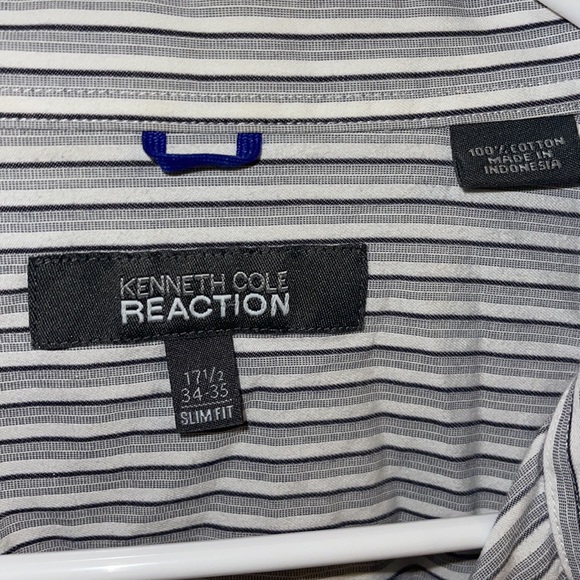 100% COTTON
MADE IN
INDONESIA
KENNETH COLE
REACTION
17 1/2
34-35
SLIM FIT